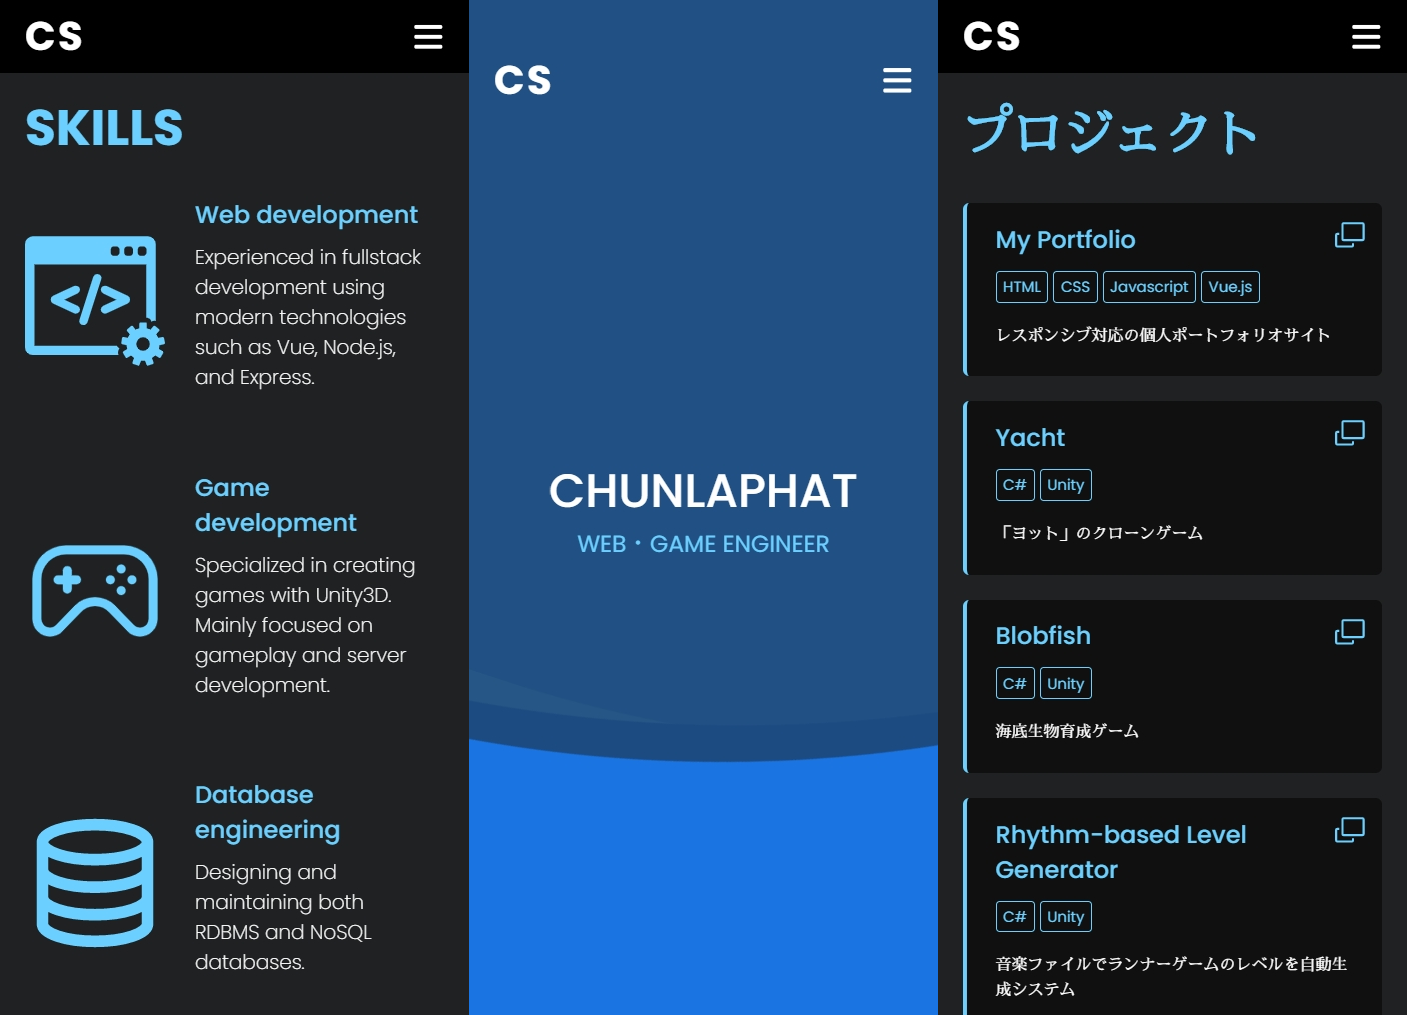 CS
SKILLS
Web development
Experienced in fullstack
development using
modern technologies
such as Vue, Node.js,
and Express.
Game
development
Specialized in creating
games with Unity3D.
Mainly focused on
gameplay and server
development.
Database
engineering
Designing and
maintaining both
RDBMS and NoSQL
databases.
CS
CHUNLAPHAT
WEB・GAME ENGINEER
CS
プロジェクト
My Portfolio
HTML CSS Javascript Vue.js
レスポンシブ対応の個人ポートフォリオサイト
Yacht
C# Unity
「ヨット」のクローンゲーム
Blobfish
C# Unity
海底生物育成ゲーム
Rhythm-based Level
Generator
C# Unity
音楽ファイルでランナーゲームのレベルを自動生
成システム